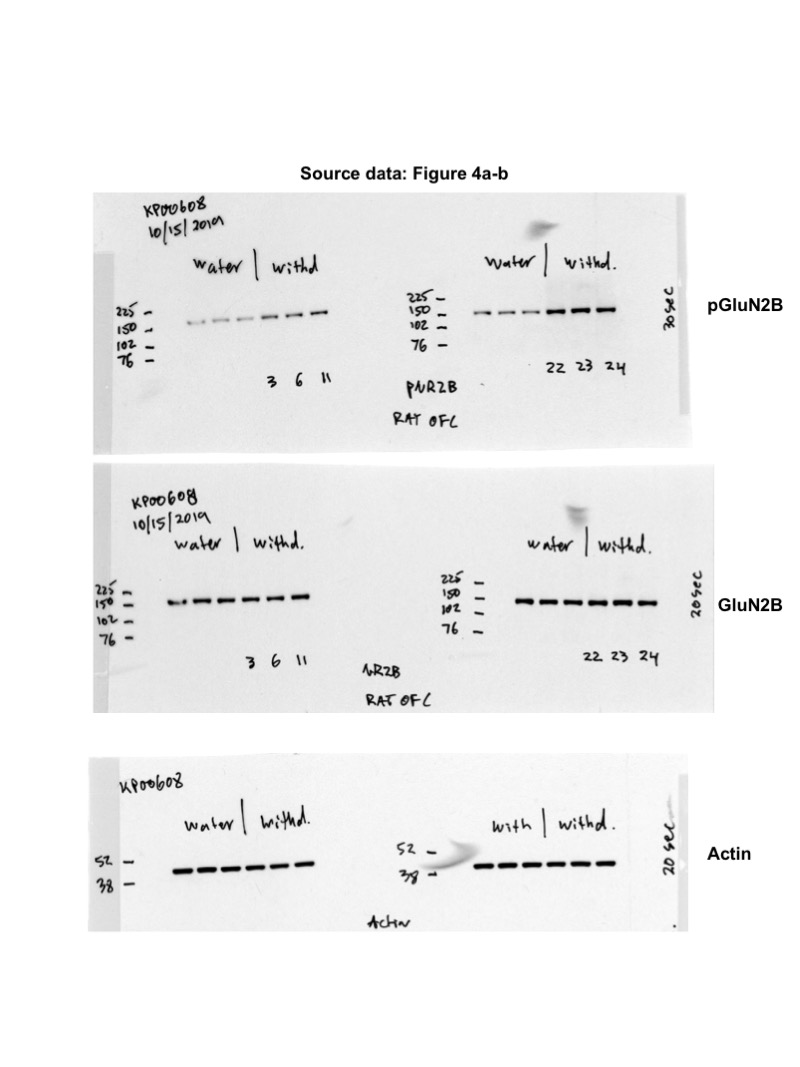 Source data: Figure 4a-b
KP00608
10/15/2019
water | withd
water | withd.
225 -
150 -
102 -
76 -
225 -
150 -
102 -
76 -
3 6 11
22 23 24
pNR2B
RAT OFC
30 sec
pGluN2B
KP00608
10/15/2019
water | withd.
water | withd.
225 -
150 -
102 -
76 -
225 -
150 -
102 -
76 -
3 6 11
22 23 24
NR2B
RAT OFC
20 sec
GluN2B
KP00608
water | withd.
with | withd.
52 -
38 -
52 -
38 -
Actin
20 sec
Actin